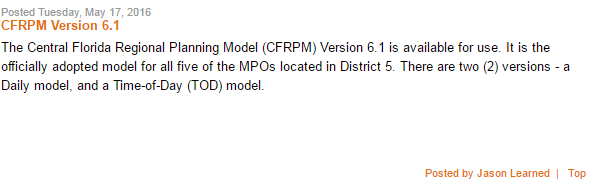 Posted Tuesday, May 17, 2016
CFRPM Version 6.1
The Central Florida Regional Planning Model (CFRPM) Version 6.1 is available for use. It is the
officially adopted model for all five of the MPOs located in District 5. There are two (2) versions - a
Daily model, and a Time-of-Day (TOD) model.
Posted by Jason Learned | Top